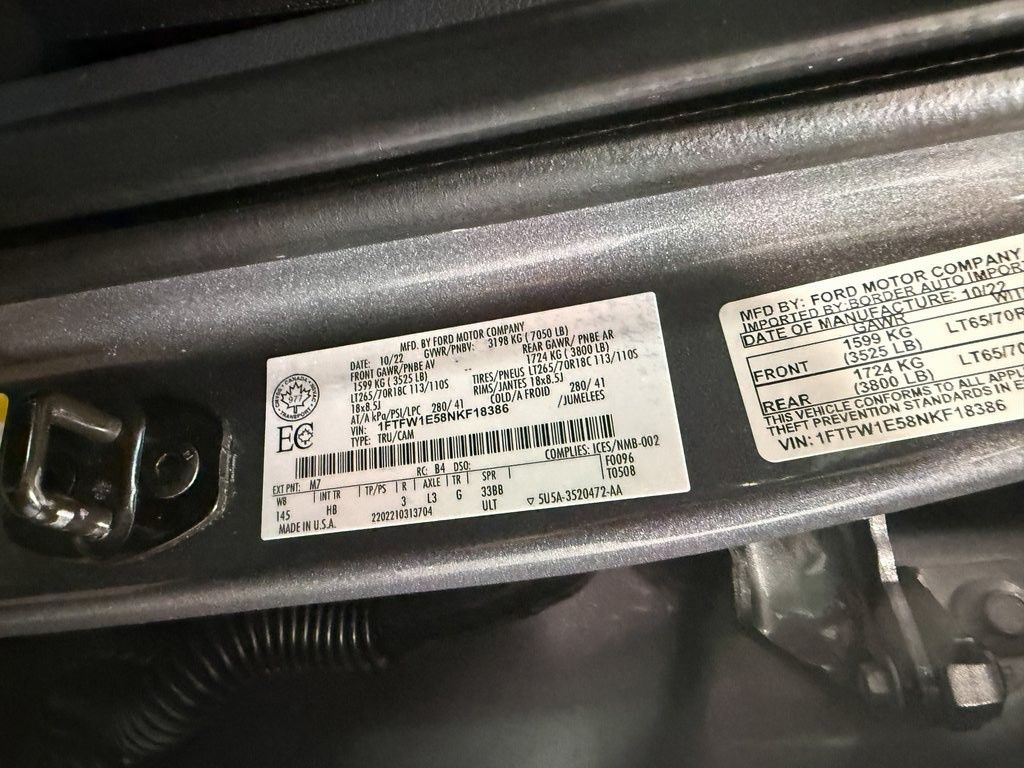 MFD. BY FORD MOTOR COMPANY
DATE: 10/22 GVWR/PNBV: 3198 KG ( 7050 LB)
FRONT GAWR/PNBE AV REAR GAWR/ PNBE AR
1599 KG ( 3525 LB) 1724 KG ( 3800 LB)
LT265/70R18C 113/110S TIRES/PNEUS LT265/70R18C 113/110S
18x8.5J RIMS/JANTES 18x8.5J
AT/A kPa/PSI/LPC 280/ 41 COLD/A FROID 280/ 41
VIN: 1FTFW1E58NKF18386 /JUMELEES
TYPE: TRU/CAM
EC
977
COMPLIES: ICES/NMB-002
EXT PNT: M7 RC: B4 DSO: F0096
WB INT TR TP/PS R AXLE TR SPR T0508
145 HB 3 L3 G 33BB
ULT
MADE IN U.S.A. 2202210313704 ▽ 5U5A-3520472-AA
MFD BY: FORD MOTOR COMPANY
IMPORTED BY: BORDER AUTO IMPOR
DATE OF MANUFACTURE: 10/22
GAWR WIT
FRONT 1599 KG LT65/70R
(3525 LB)
REAR 1724 KG LT65/70
(3800 LB)
THIS VEHICLE CONFORMS TO ALL APPL
THEFT PREVENTION STANDARDS IN E
VIN: 1FTFW1E58NKF18386